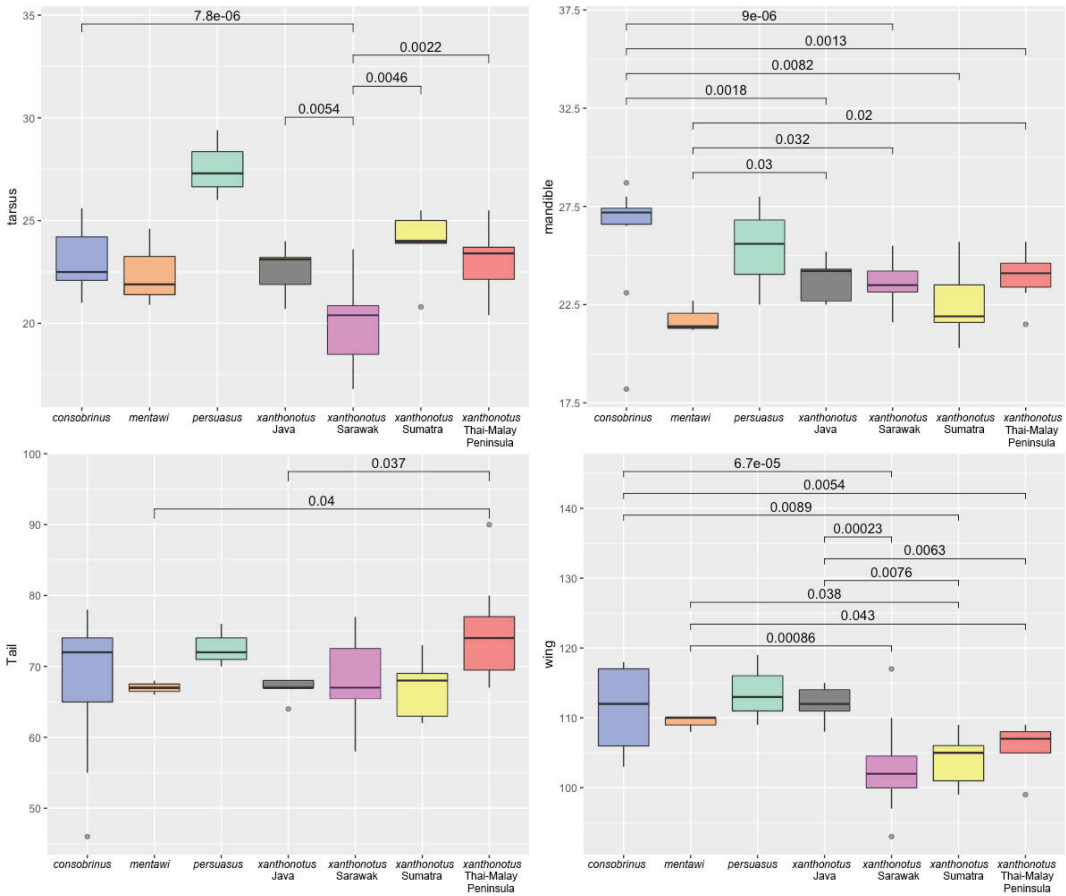 35
30
25
20
tarsus
7.8e-06
0.0022
0.0046
0.0054
consobrinus
mentawi
persuasus
xanthonotus
Java
xanthonotus
Sarawak
xanthonotus
Sumatra
xanthonotus
Thai-Malay
Peninsula
37.5
32.5
27.5
22.5
17.5
mandible
9e-06
0.0013
0.0082
0.0018
0.02
0.032
0.03
consobrinus
mentawi
persuasus
xanthonotus
Java
xanthonotus
Sarawak
xanthonotus
Sumatra
xanthonotus
Thai-Malay
Peninsula
100
90
80
70
60
50
Tail
0.037
0.04
consobrinus
mentawi
persuasus
xanthonotus
Java
xanthonotus
Sarawak
xanthonotus
Sumatra
xanthonotus
Thai-Malay
Peninsula
140
130
120
110
100
wing
6.7e-05
0.0054
0.0089
0.00023
0.0063
0.0076
0.038
0.043
0.00086
consobrinus
mentawi
persuasus
xanthonotus
Java
xanthonotus
Sarawak
xanthonotus
Sumatra
xanthonotus
Thai-Malay
Peninsula